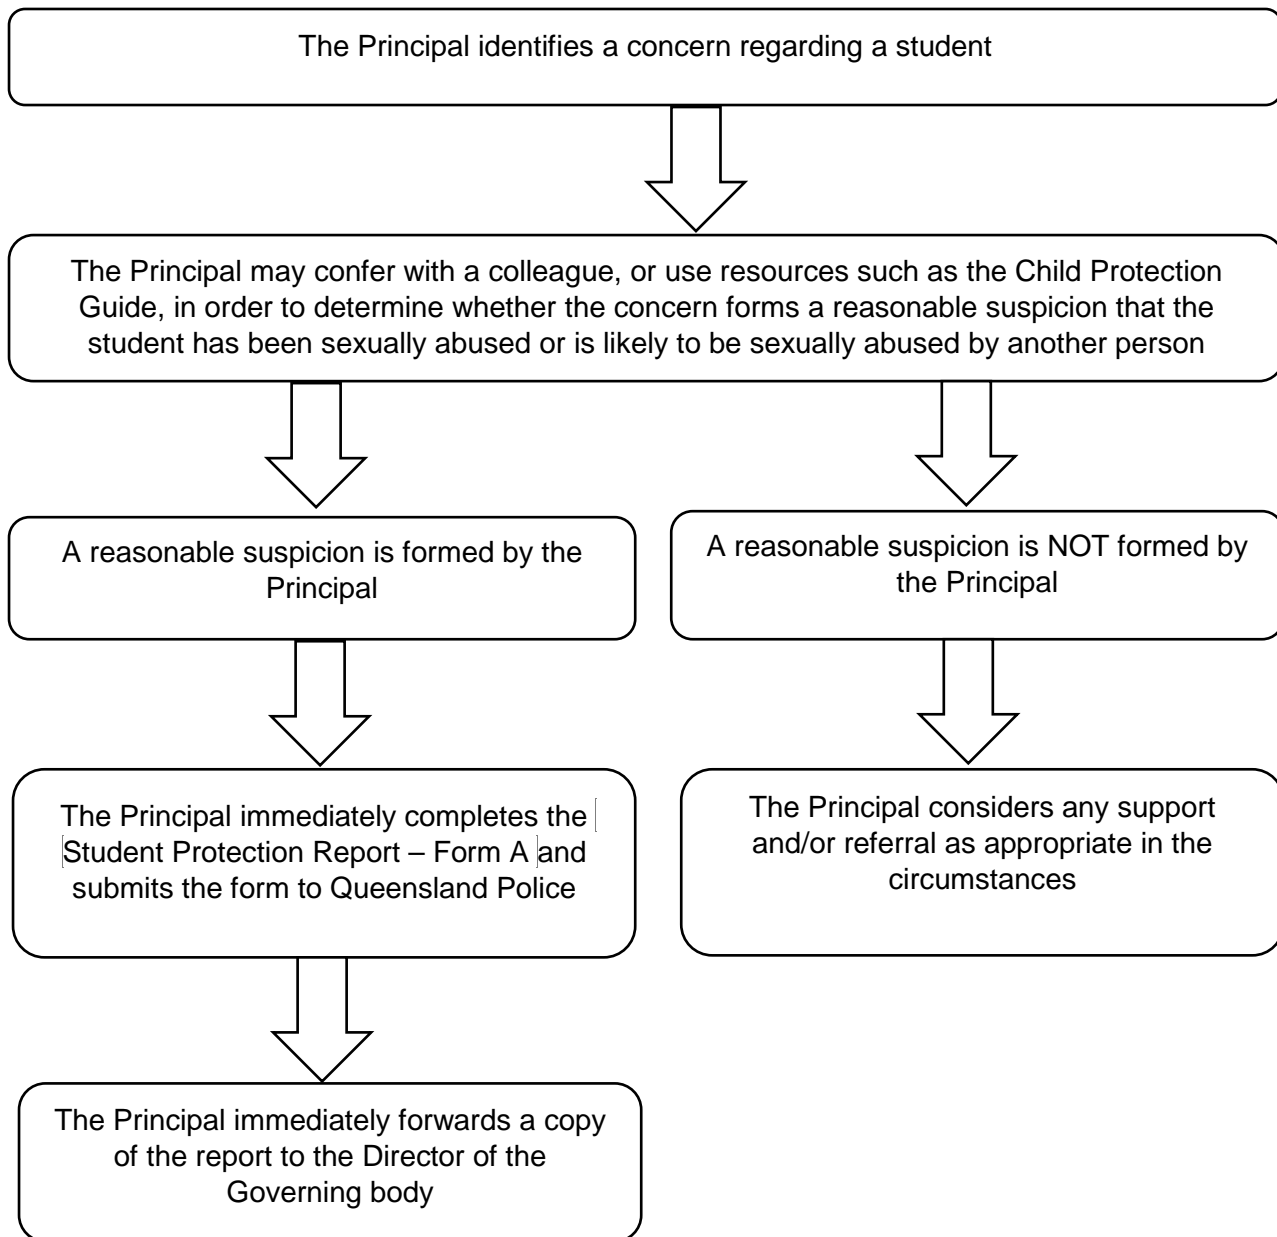 The Principal identifies a concern regarding a student
The Principal may confer with a colleague, or use resources such as the Child Protection
Guide, in order to determine whether the concern forms a reasonable suspicion that the
student has been sexually abused or is likely to be sexually abused by another person
A reasonable suspicion is formed by the
Principal
A reasonable suspicion is NOT formed by
the Principal
The Principal immediately completes the
Student Protection Report – Form A and
submits the form to Queensland Police
The Principal considers any support
and/or referral as appropriate in the
circumstances
The Principal immediately forwards a copy
of the report to the Director of the
Governing body